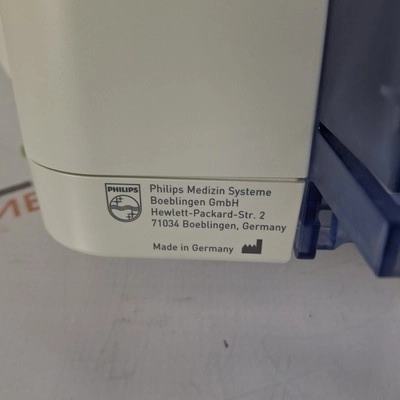 PHILIPS
Philips Medizin Systeme
Boeblingen GmbH
Hewlett-Packard-Str. 2
71034 Boeblingen, Germany
Made in Germany